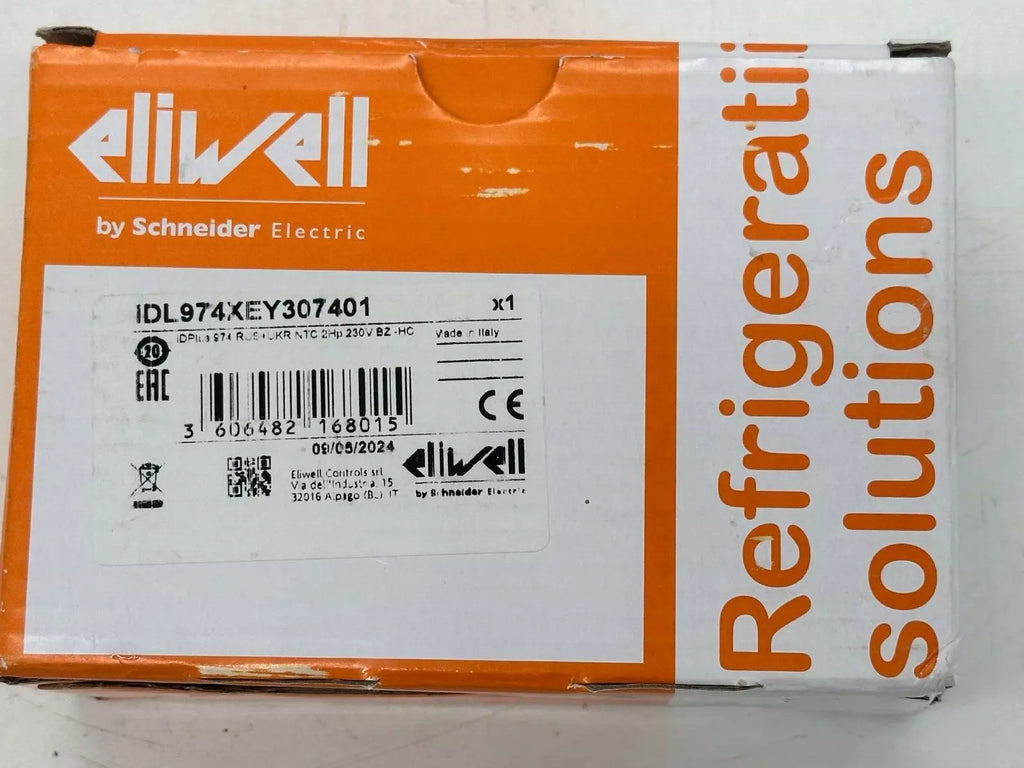 eliwell
by Schneider Electric
IDL974XEY307401 x1
IDPlus 974 RUS+UKR NTC 2Hp 230V BZ -HC
Made in Italy
20
EAC
CE
3 606482 168015
09/05/2024
eliwell
by Schneider Electric
Eliwell Controls srl
Via dell'Industria, 15
32016 Alpago (BL) IT
Refrigerati
solutions